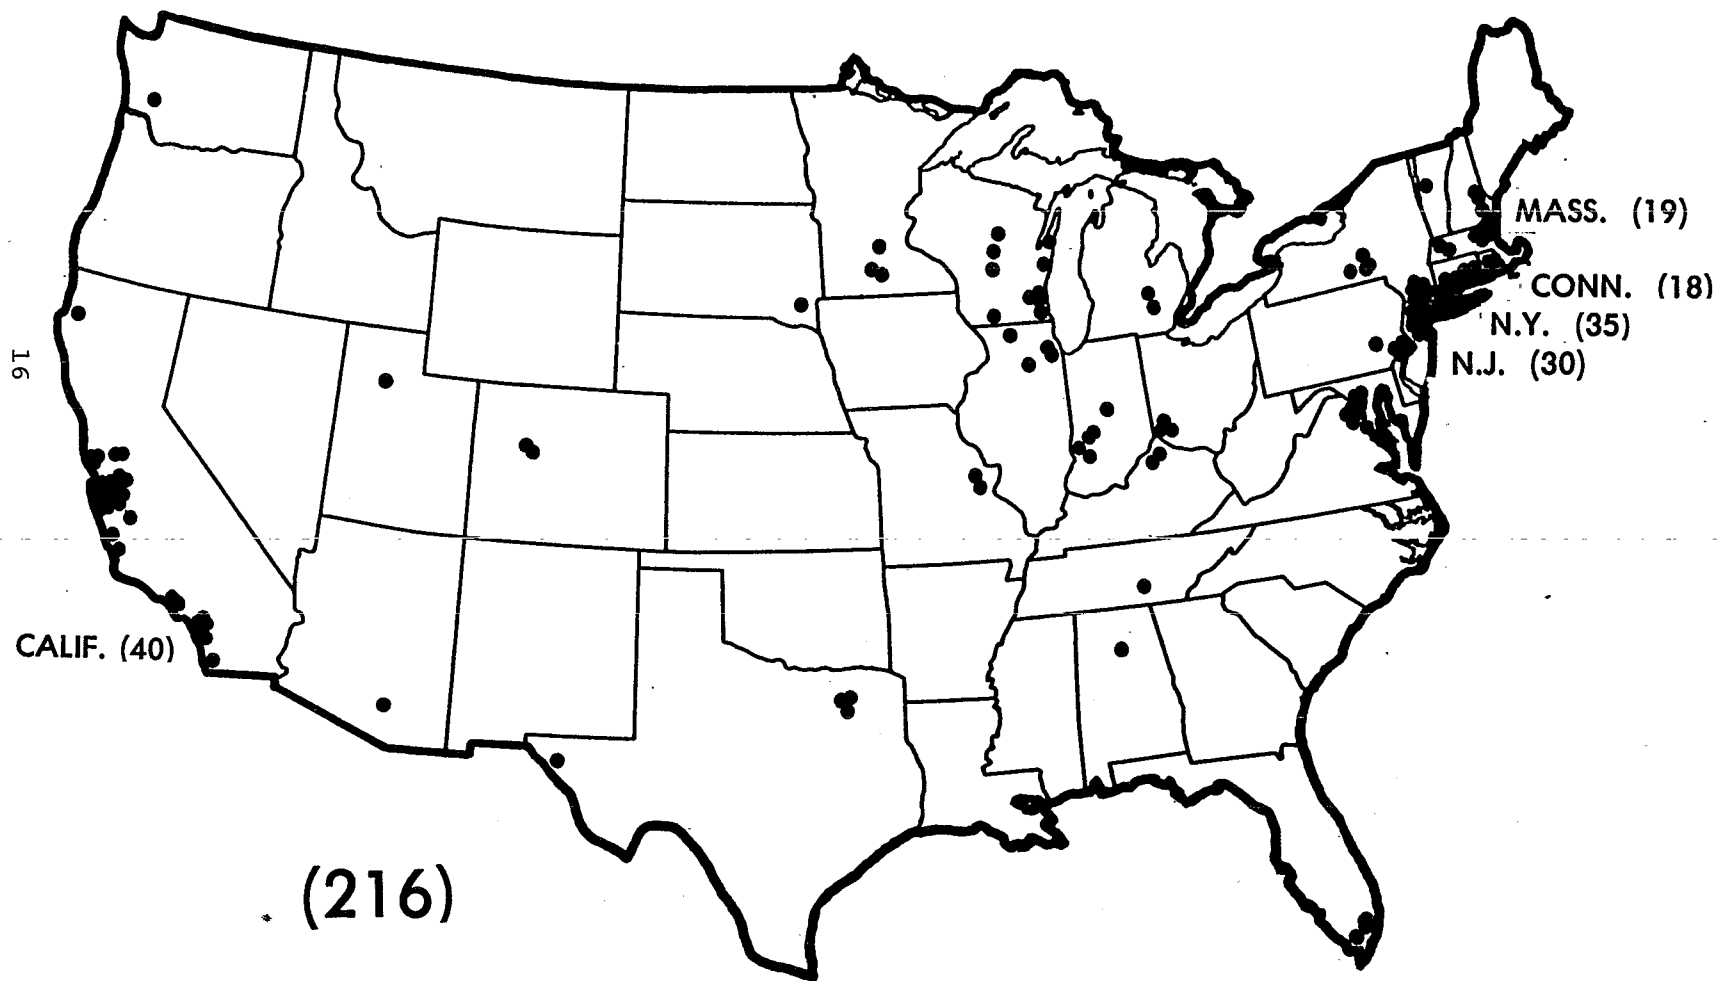 MASS. (19)
CONN. (18)
N.Y. (35)
N.J. (30)
16
CALIF. (40)
(216)